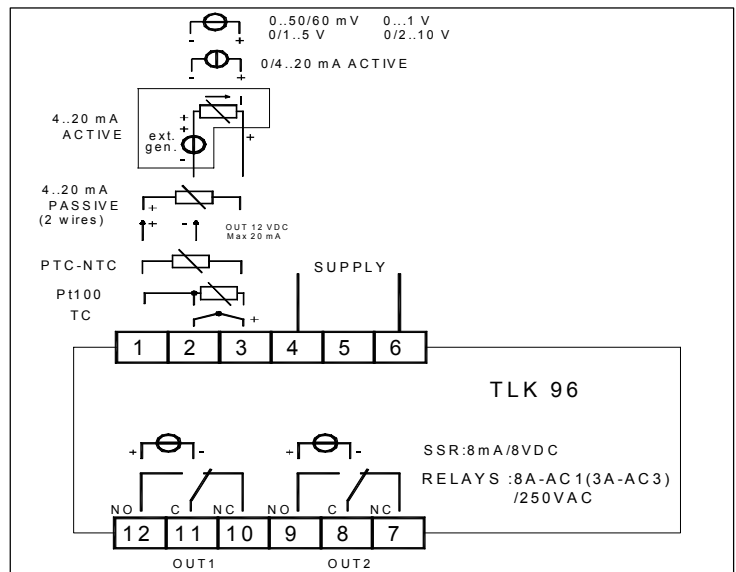 0..50/60 mV 0...1 V
0/1..5 V 0/2..10 V
- +
0/4..20 mA ACTIVE
- +
4..20 mA
ACTIVE
ext.
gen.
+
+
-
+
4..20 mA
PASSIVE
(2 wires)
+
+ -
OUT 12 VDC
Max 20 mA
PTC-NTC
SUPPLY
Pt100
TC
+
1 2 3 4 5 6
TLK 96
+ - + -
SSR:8mA/8VDC
RELAYS :8A-AC1(3A-AC3)
/250VAC
NO C NC NO C NC
12 11 10 9 8 7
OUT1 OUT2